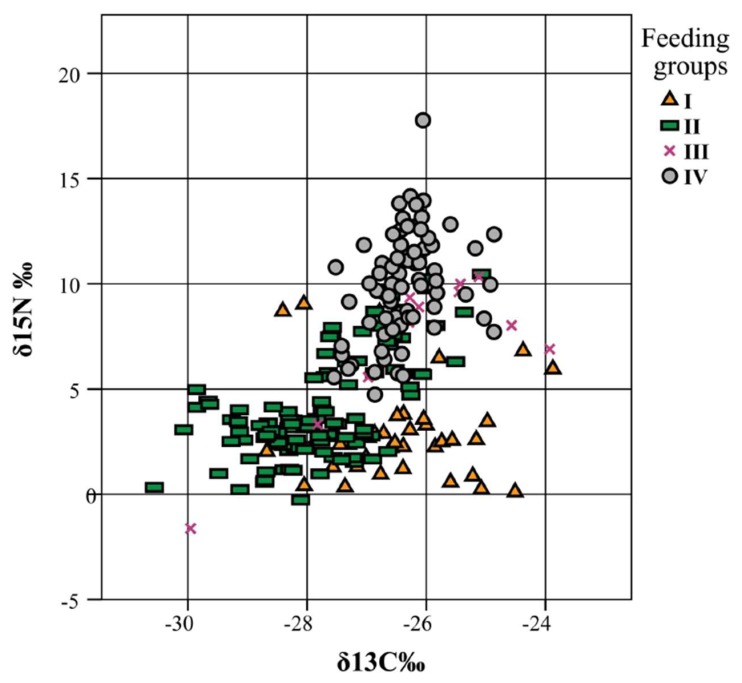 Feeding
groups
I
II
III
IV
20
15
10
5
0
-5
-30
-28
-26
-24
δ15N ‰
δ13C‰